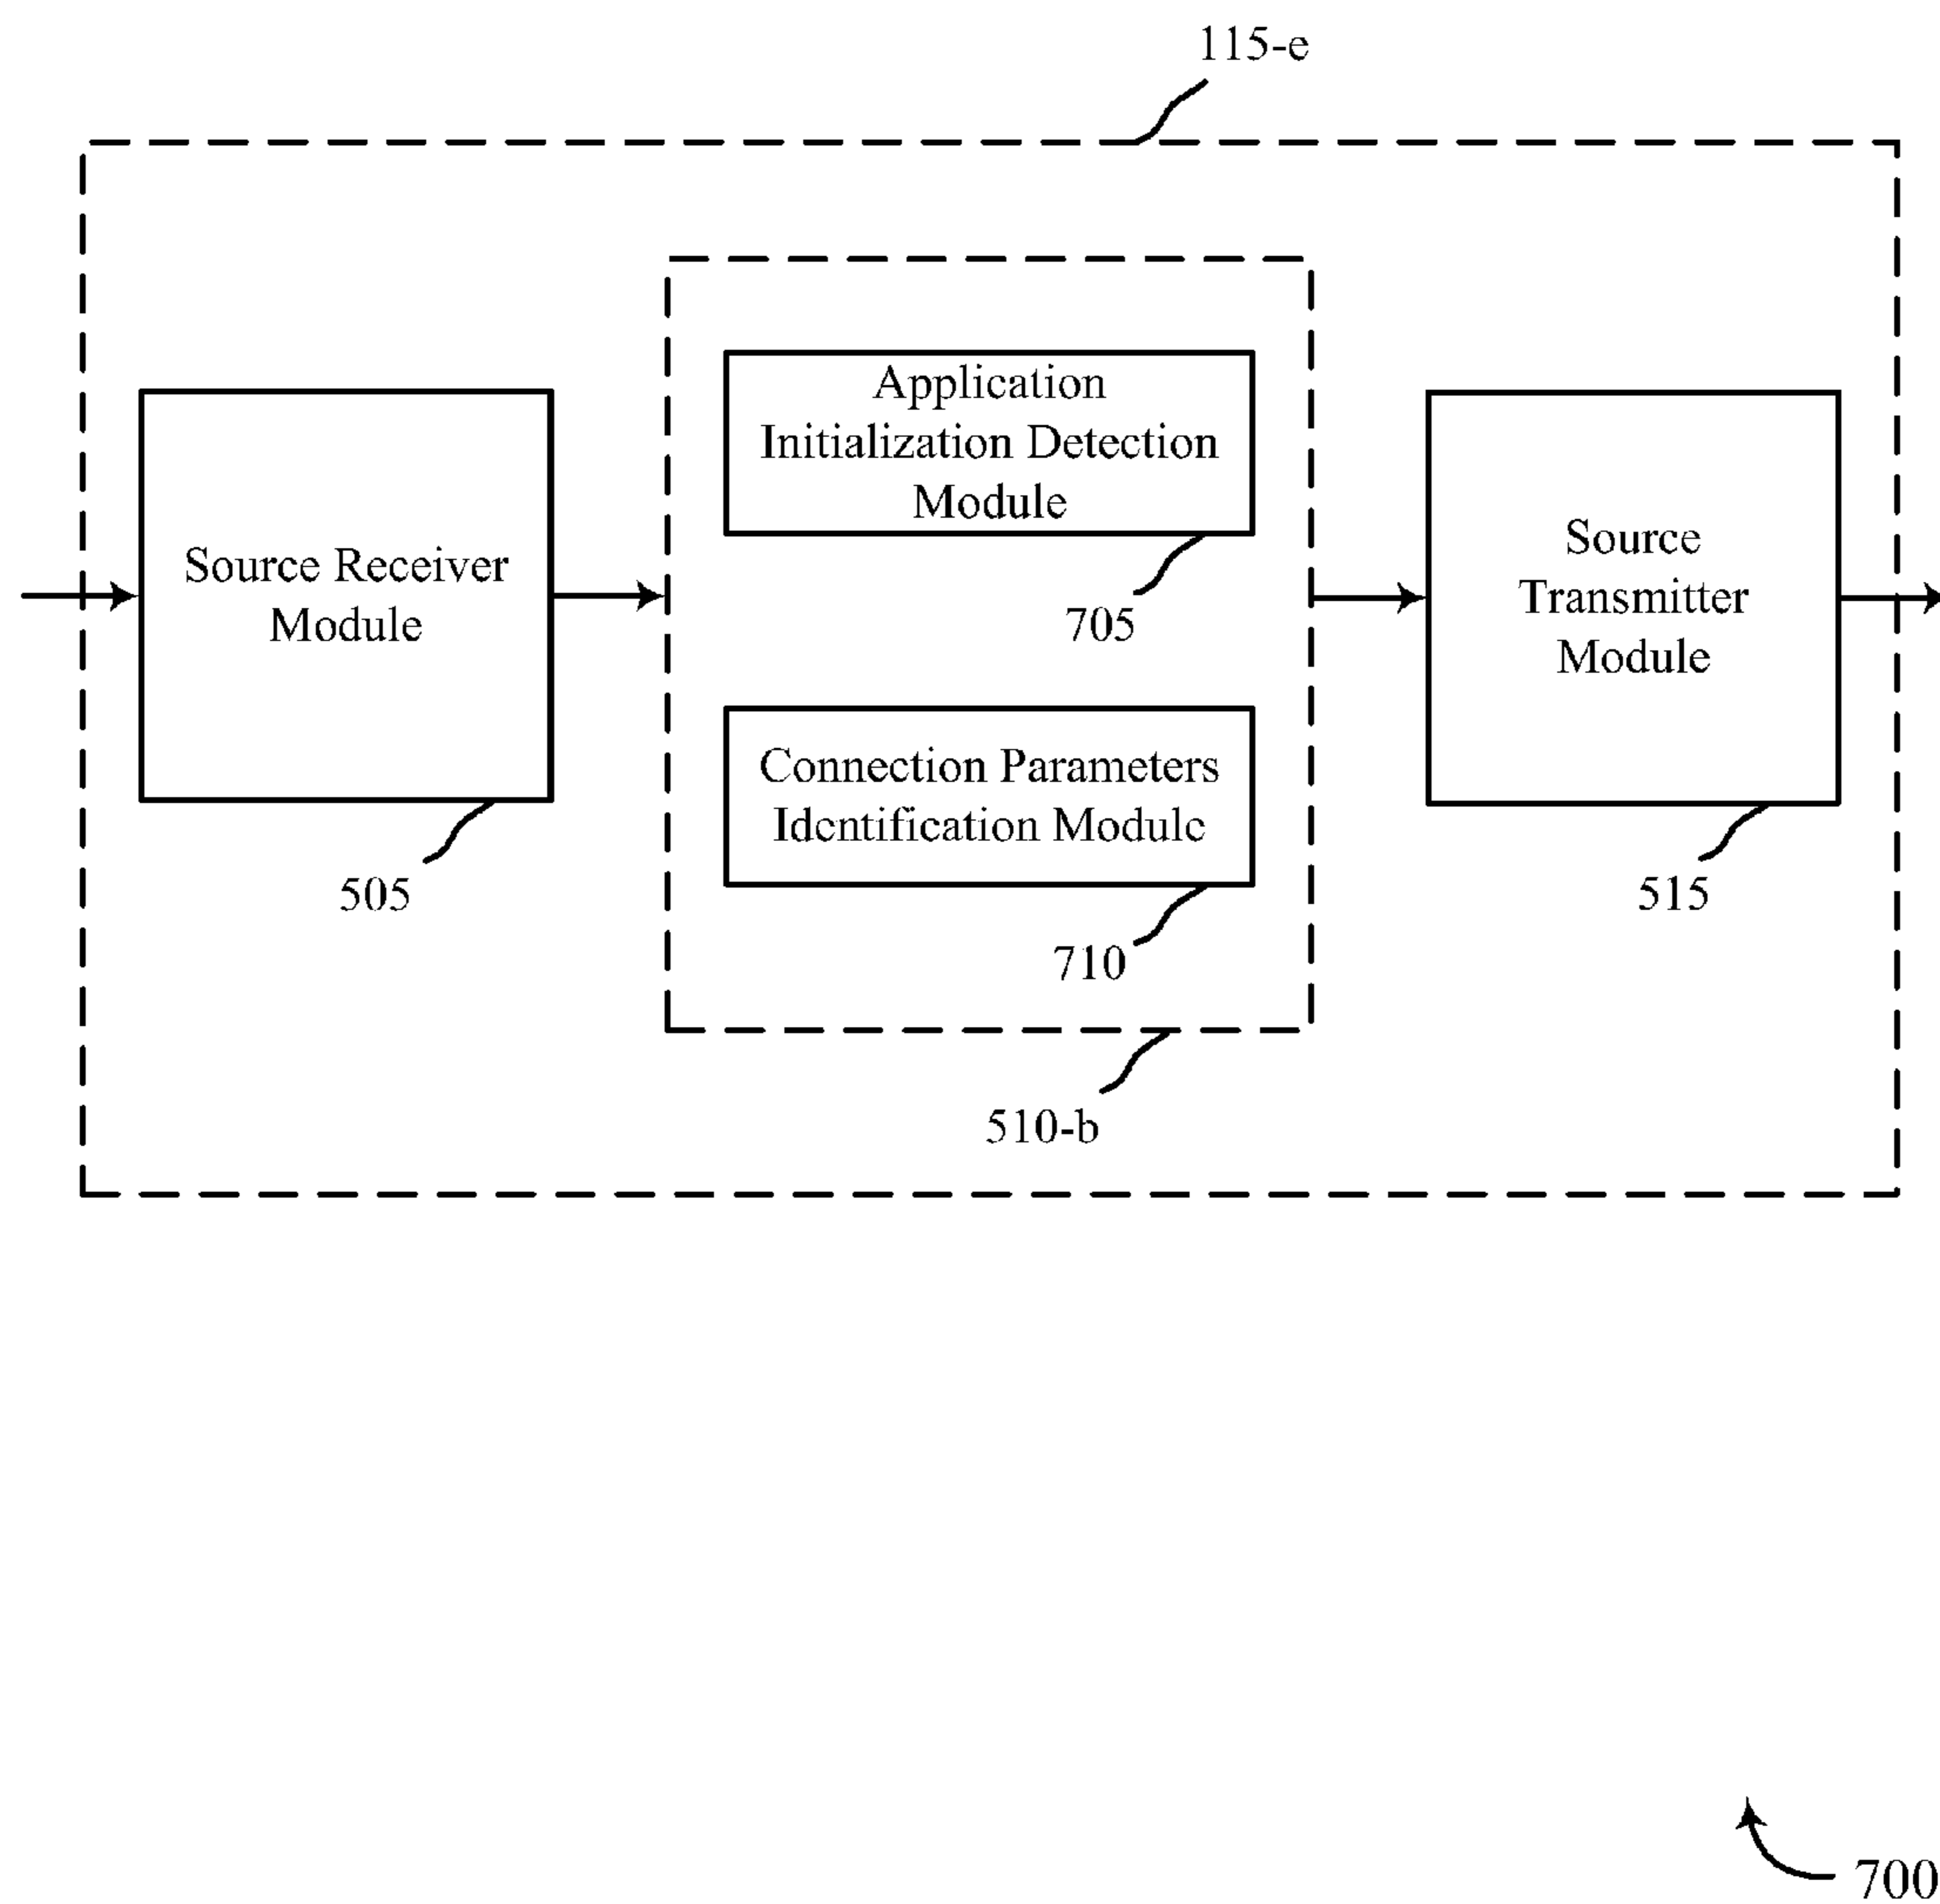 115-e
Source Receiver
Module
505
Application
Initialization Detection
Module
705
Connection Parameters
Identification Module
710
510-b
Source
Transmitter
Module
515
700